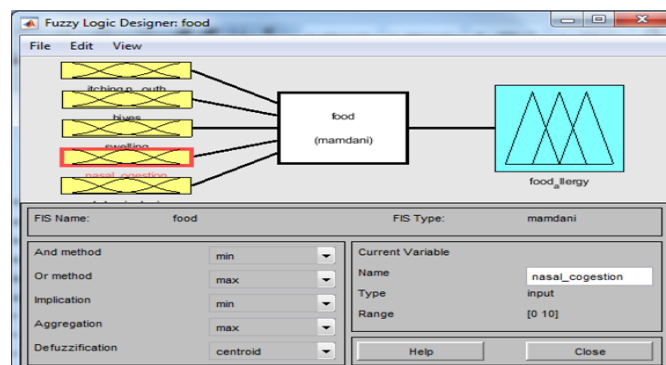 Fuzzy Logic Designer: food
File Edit View
hives
swelling
food
(mamdani)
food_allergy
FIS Name: food FIS Type: mamdani
And method min
Or method max
Implication min
Aggregation max
Defuzzification centroid
Current Variable
Name nasal_cogestion
Type input
Range [0 10]
Help Close